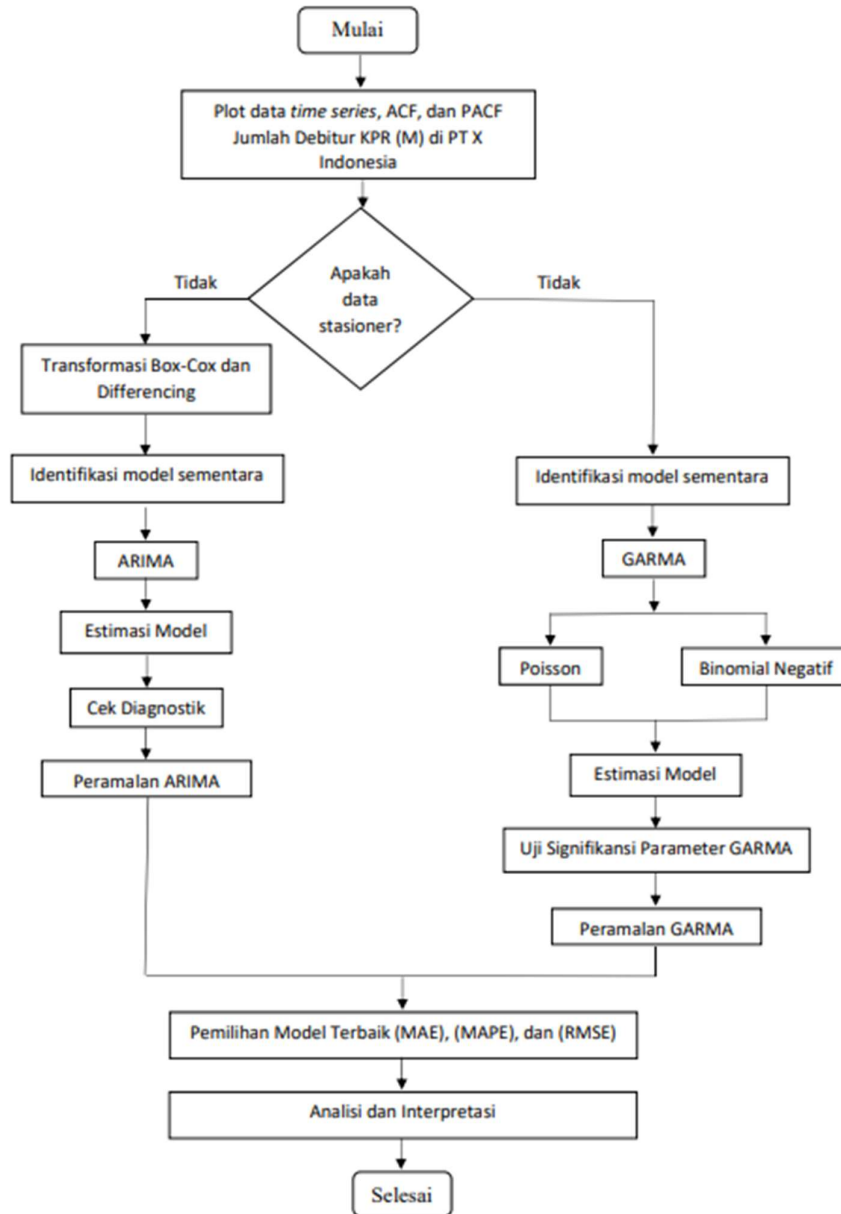 Mulai
Plot data time series, ACF, dan PACF
Jumlah Debitur KPR (M) di PT X
Indonesia
Apakah
data
stasioner?
Tidak
Tidak
Transformasi Box-Cox dan
Differencing
Identifikasi model sementara
ARIMA
Estimasi Model
Cek Diagnostik
Peramalan ARIMA
Identifikasi model sementara
GARMA
Poisson
Binomial Negatif
Estimasi Model
Uji Signifikansi Parameter GARMA
Peramalan GARMA
Pemilihan Model Terbaik (MAE), (MAPE), dan (RMSE)
Analisi dan Interpretasi
Selesai